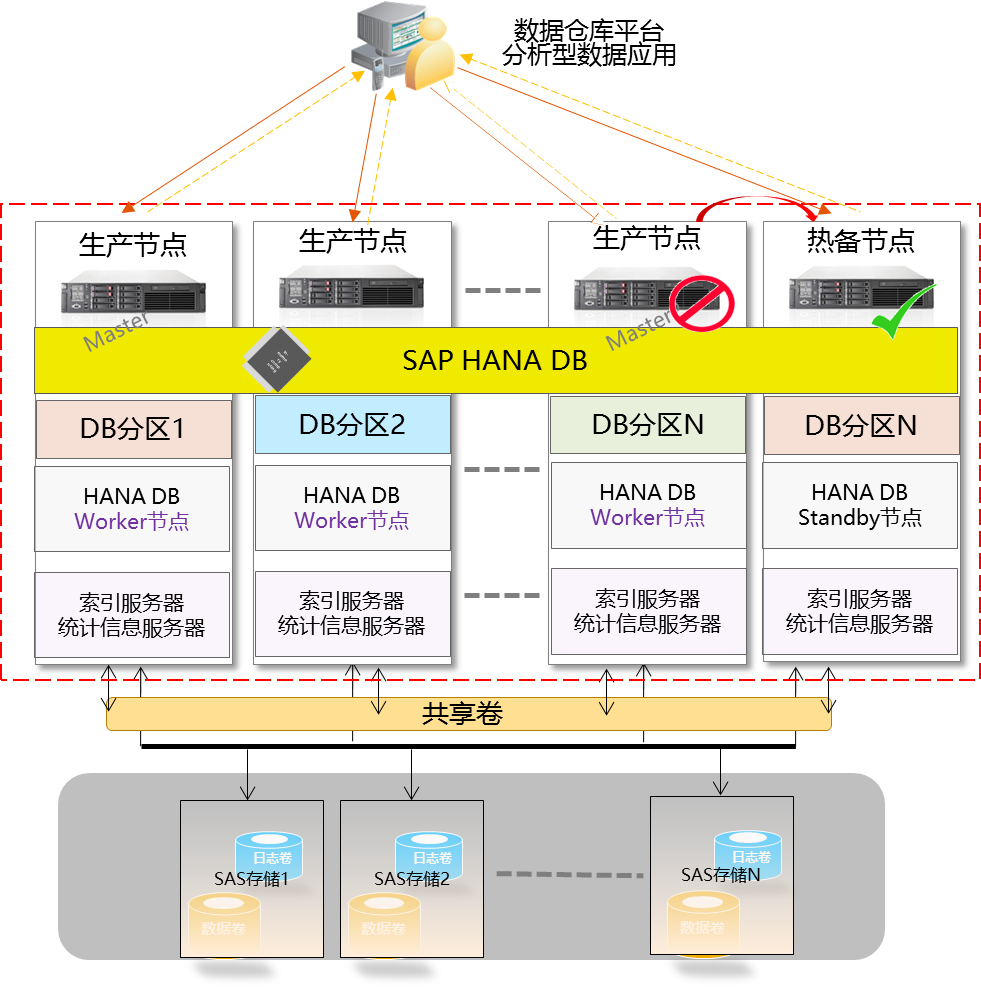 数据仓库平台
分析型数据应用
生产节点
生产节点
生产节点
热备节点
Master
Master
SAP HANA DB
DB分区1
DB分区2
DB分区N
DB分区N
HANA DB
Worker节点
HANA DB
Worker节点
HANA DB
Worker节点
HANA DB
Standby节点
索引服务器
统计信息服务器
索引服务器
统计信息服务器
索引服务器
统计信息服务器
索引服务器
统计信息服务器
共享卷
日志卷
SAS存储1
数据卷
日志卷
SAS存储2
数据卷
日志卷
SAS存储N
数据卷